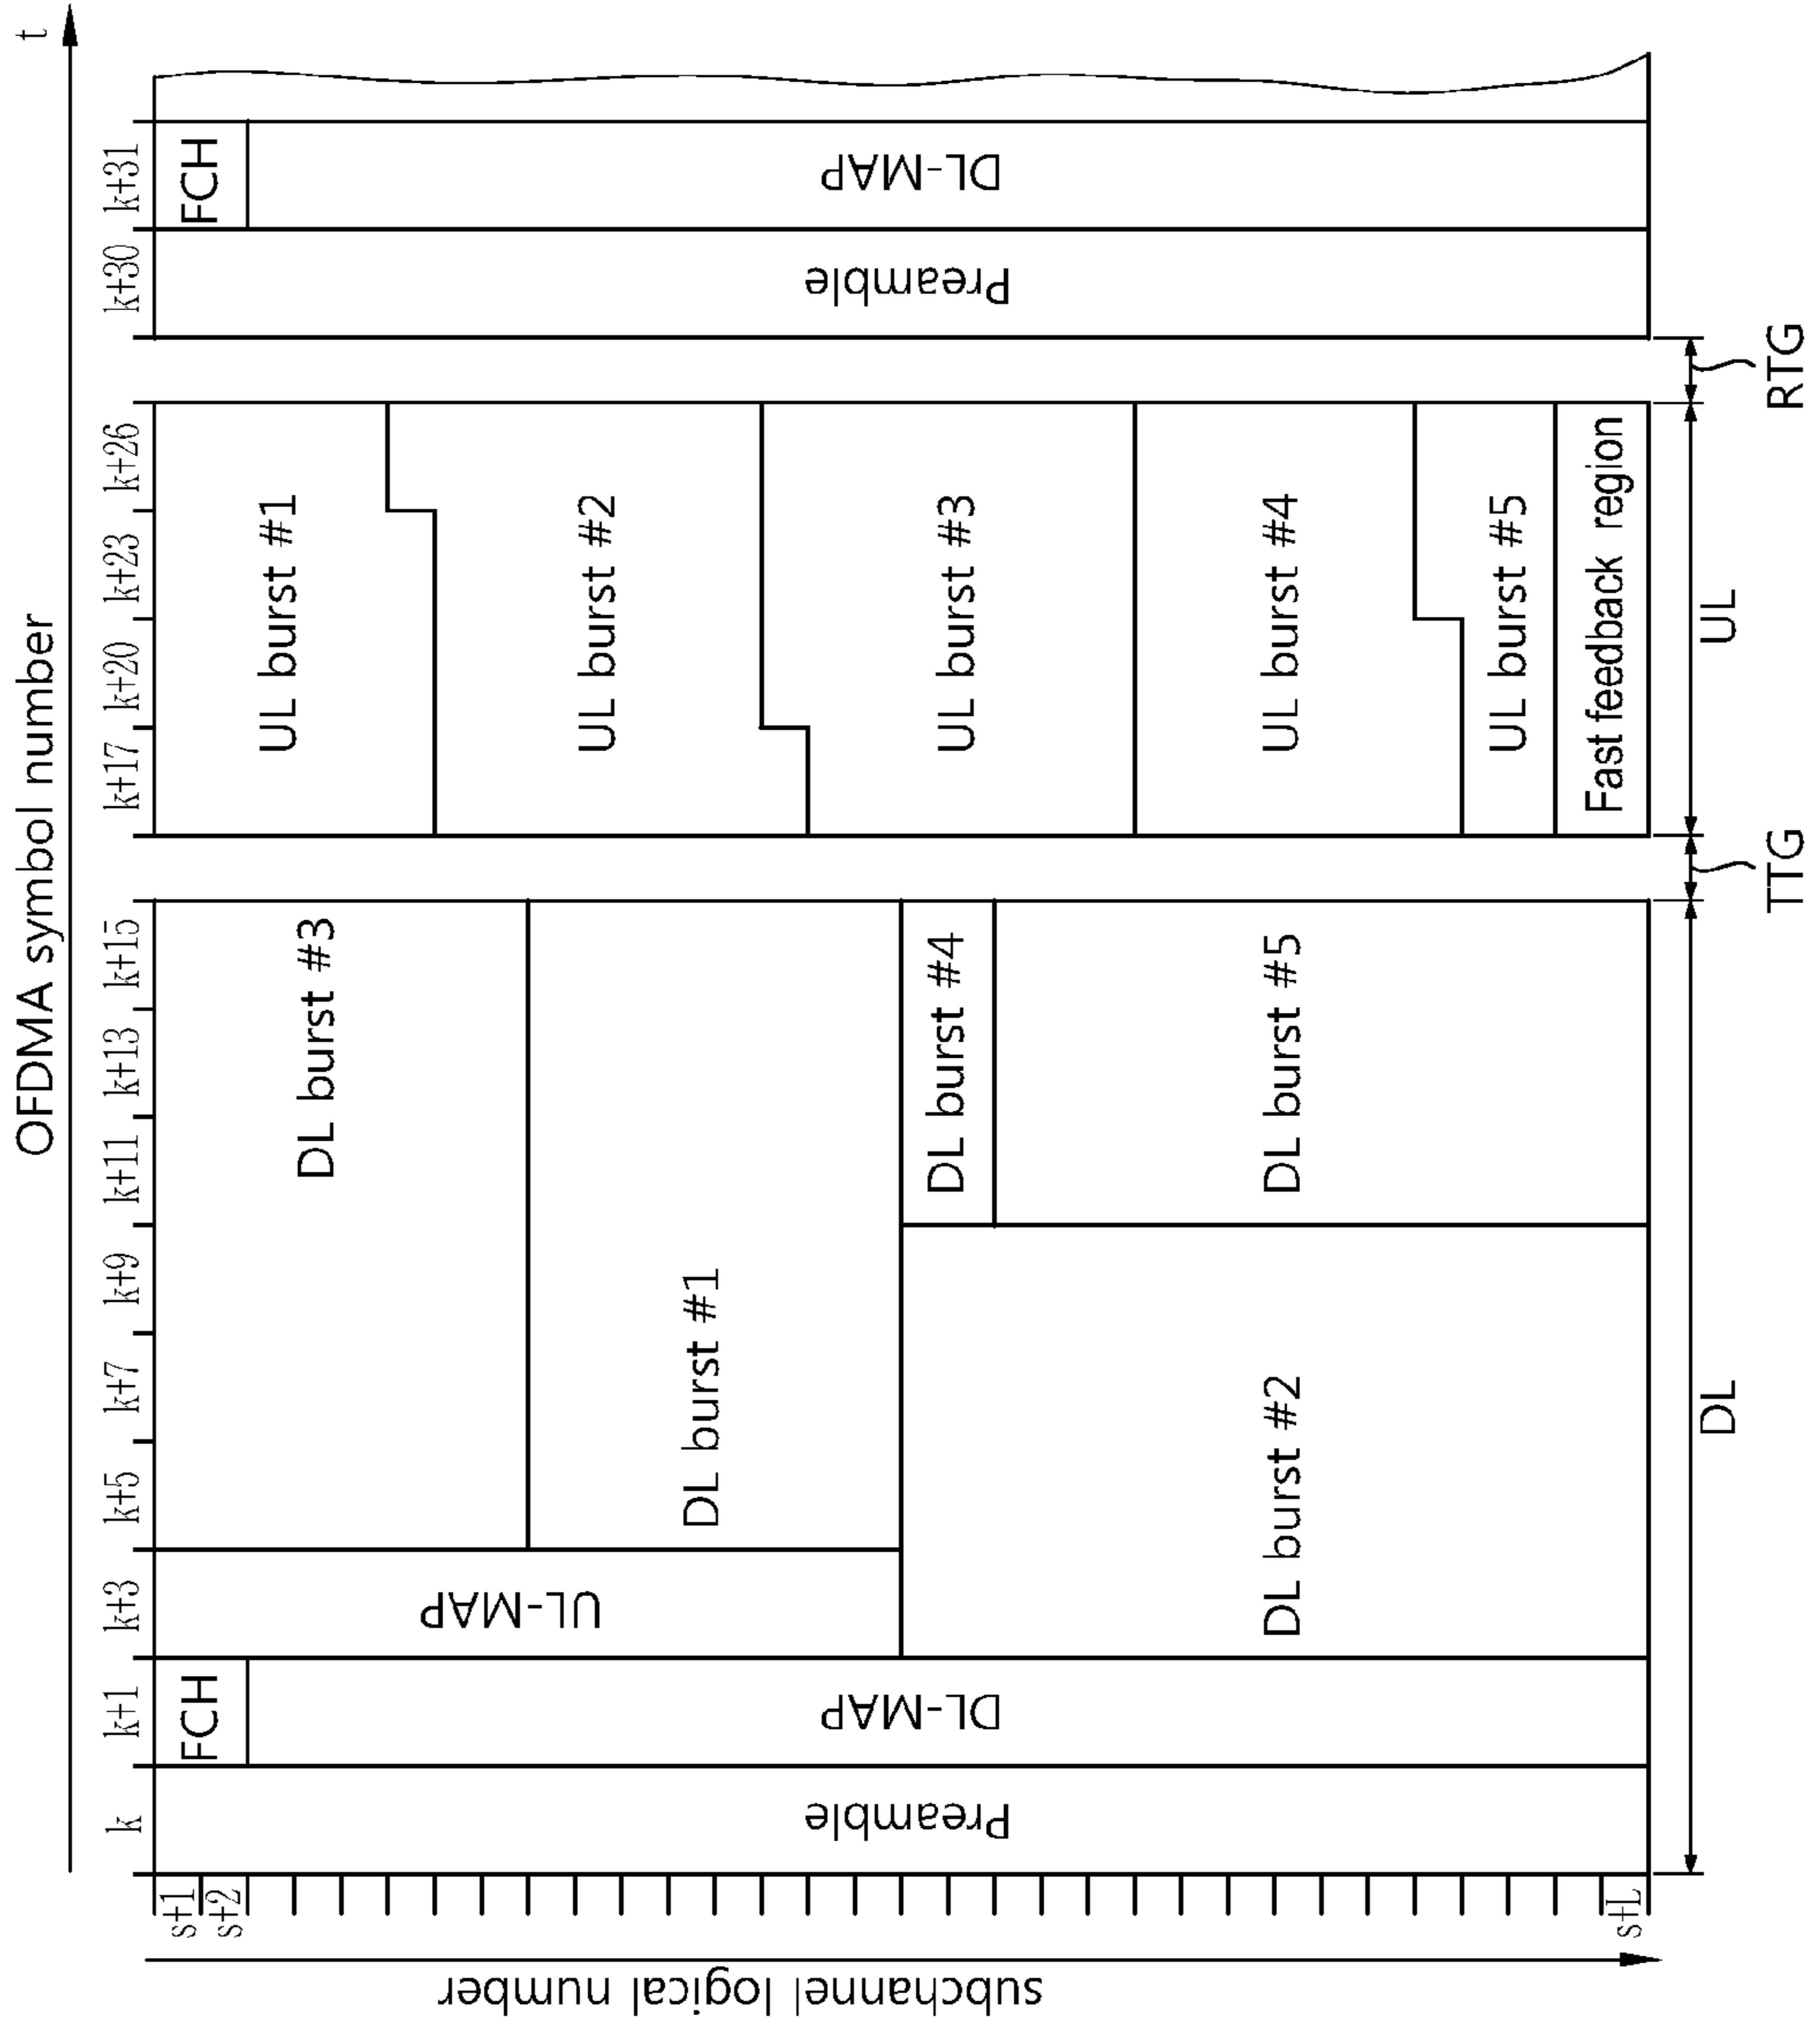 OFDMA symbol number
t
k
k+1
k+3
k+5
k+7
k+9
k+11
k+13
k+15
k+17
k+20
k+23
k+26
k+30
k+31
subchannel logical number
s+1
s+2
s+L
Preamble
FCH
DL-MAP
UL-MAP
DL burst #3
DL burst #1
DL burst #2
DL burst #4
DL burst #5
UL burst #1
UL burst #2
UL burst #3
UL burst #4
UL burst #5
Fast feedback region
Preamble
FCH
DL-MAP
DL
TTG
UL
RTG